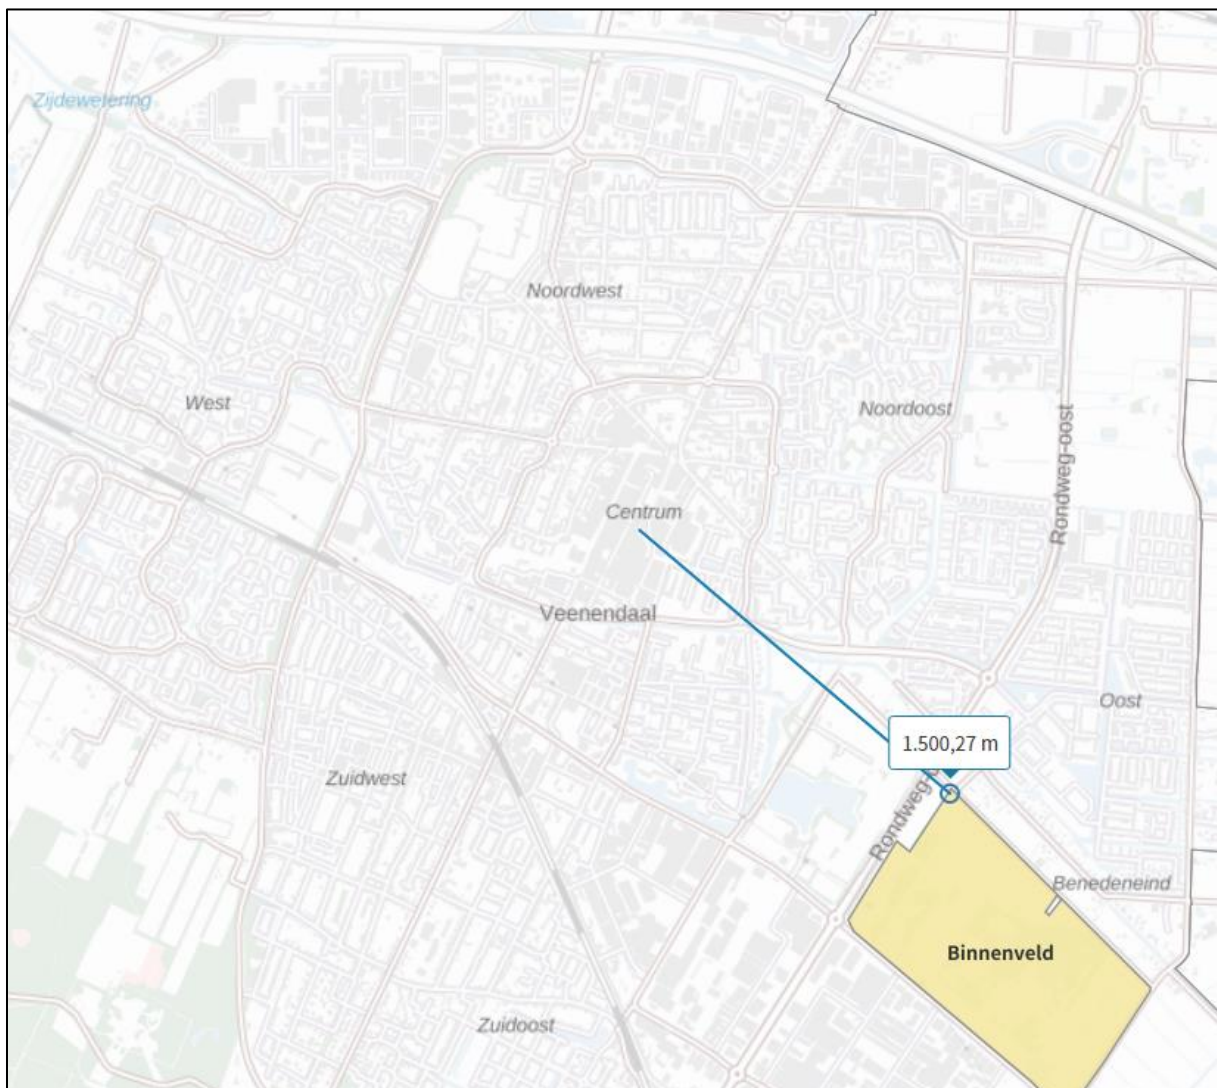 Zijdewetering
Noordwest
West
Noordoost
Rondweg-oost
Centrum
Veenendaal
Oost
1.500,27 m
Zuidwest
Rondweg-o
Benedeneind
Binnenveld
Zuidoost